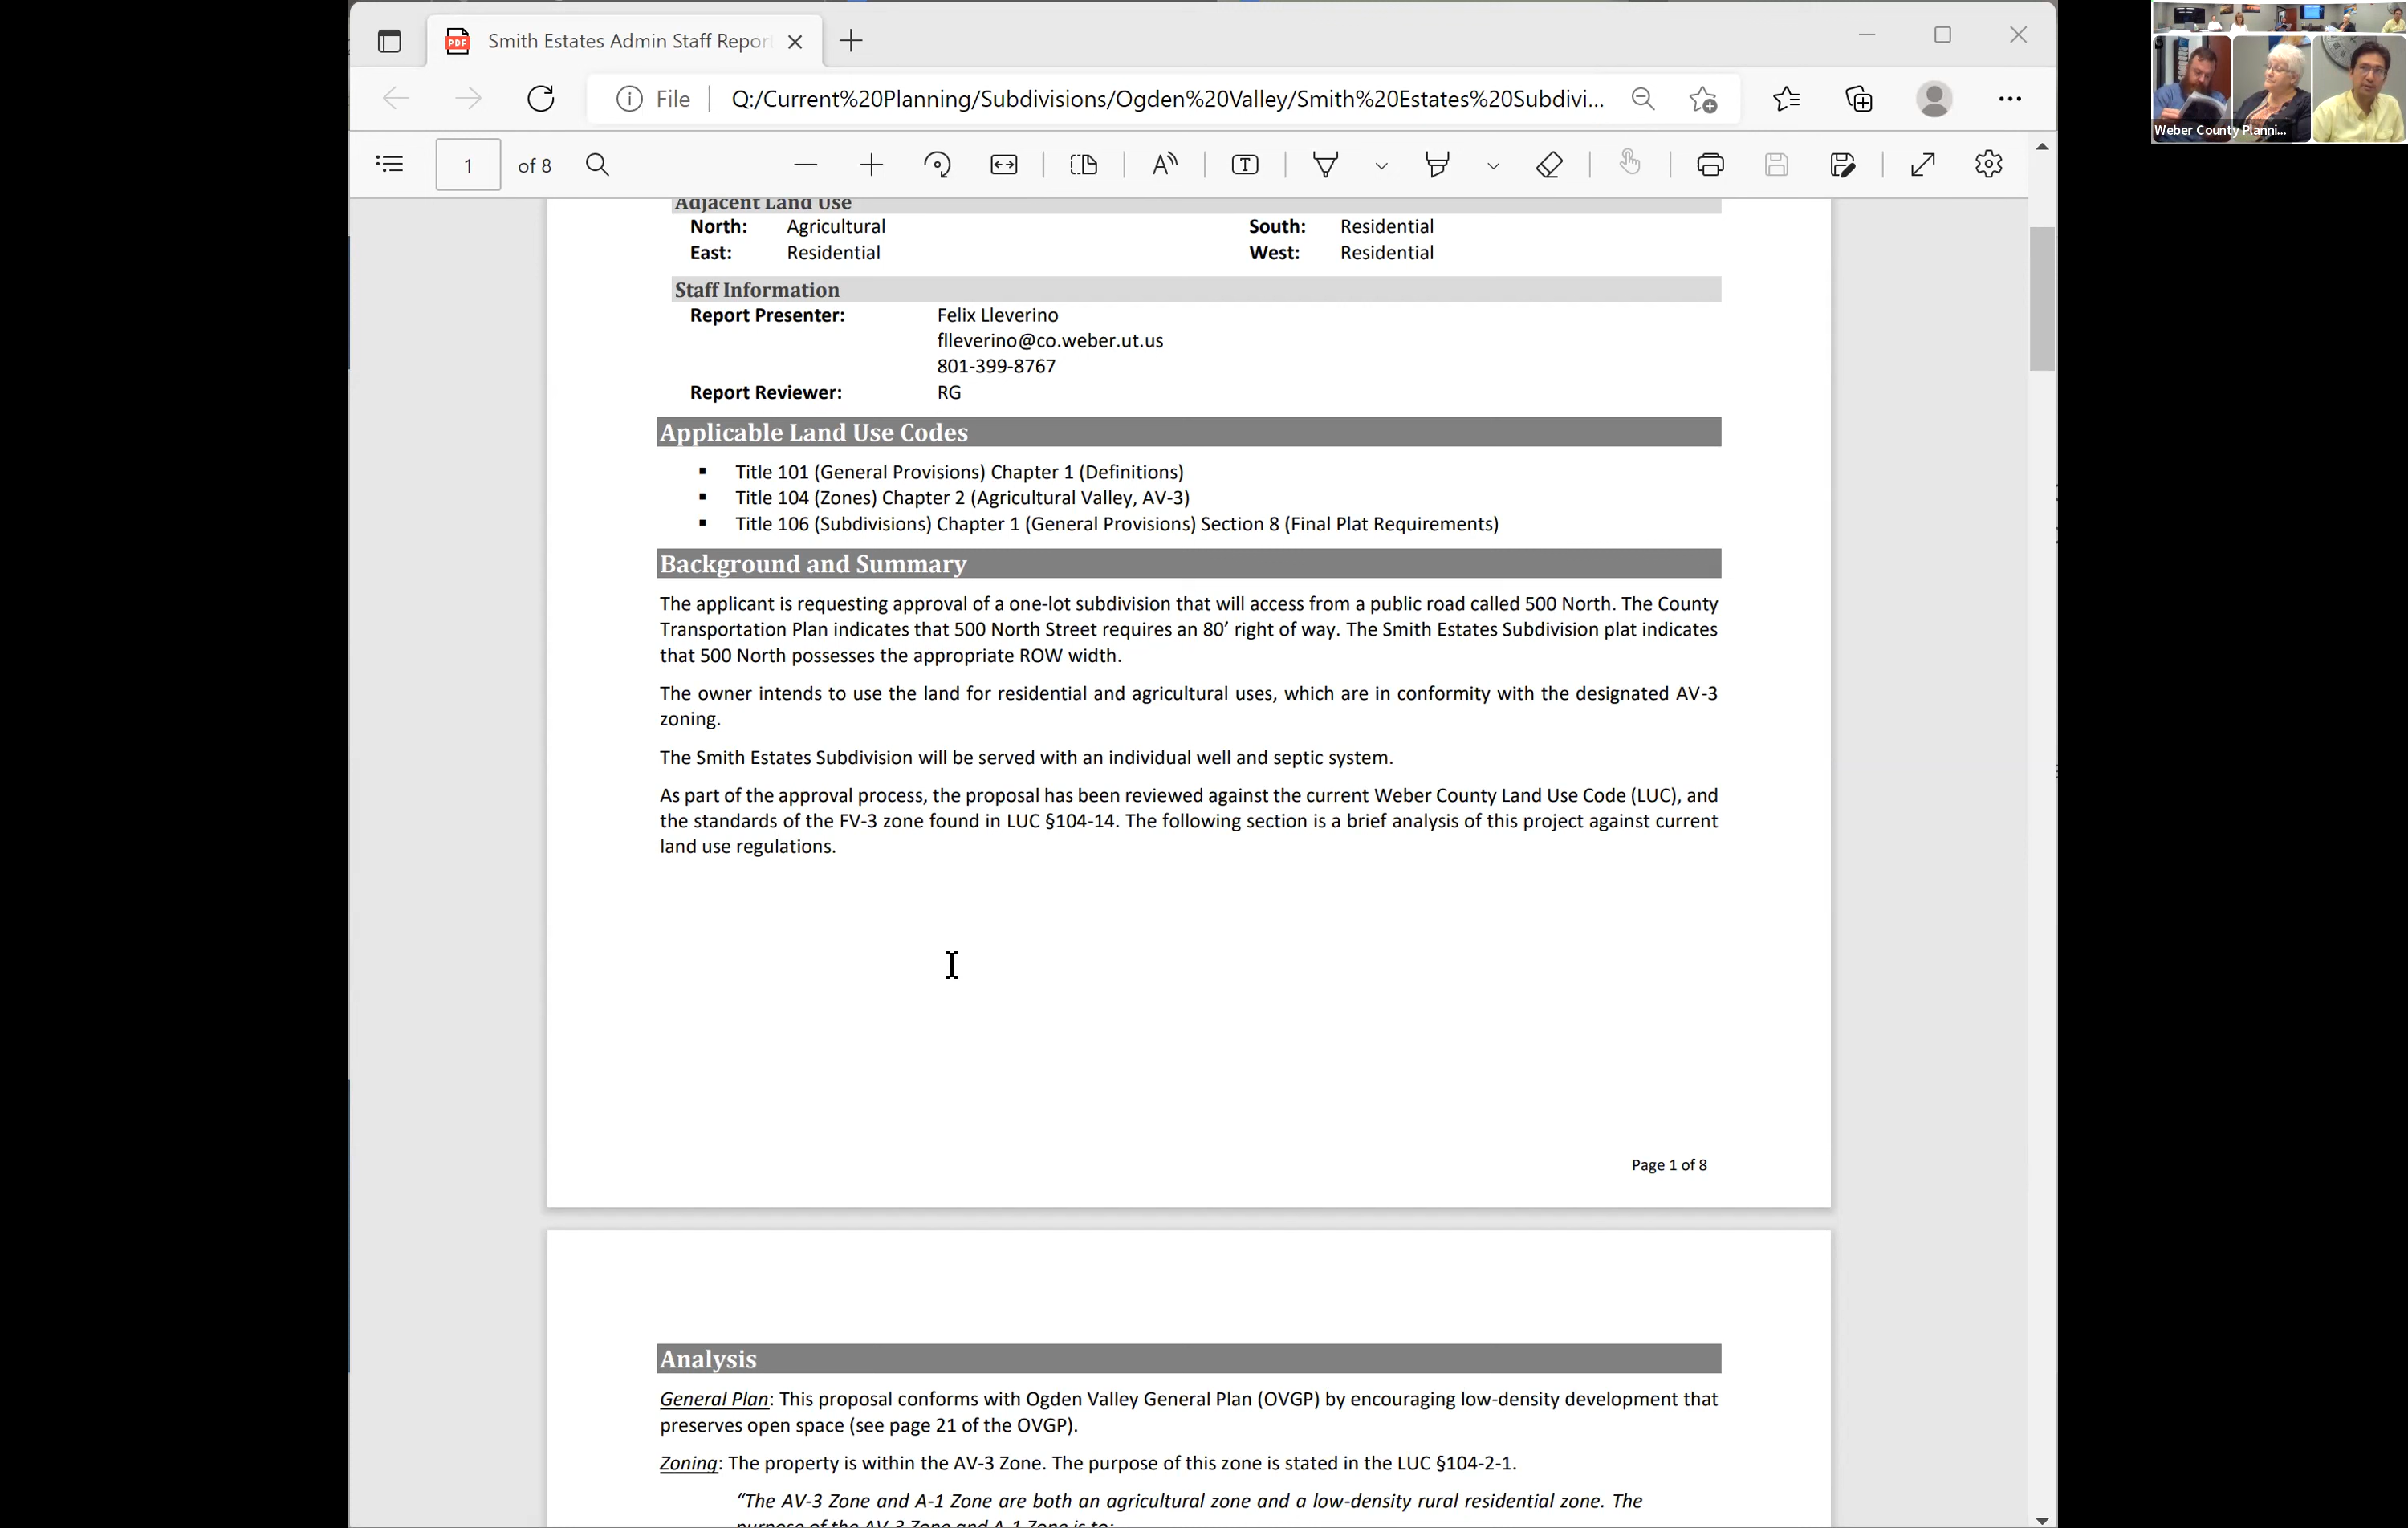 Smith Estates Admin Staff Report
File
Q:/Current%20Planning/Subdivisions/Ogden%20Valley/Smith%20Estates%20Subdivi...
1 of 8
Adjacent Land Use
North: Agricultural South: Residential
East: Residential West: Residential
Staff Information
Report Presenter: Felix Lleverino
flleverino@co.weber.ut.us
801-399-8767
Report Reviewer: RG
Applicable Land Use Codes
▪ Title 101 (General Provisions) Chapter 1 (Definitions)
▪ Title 104 (Zones) Chapter 2 (Agricultural Valley, AV-3)
▪ Title 106 (Subdivisions) Chapter 1 (General Provisions) Section 8 (Final Plat Requirements)
Background and Summary
The applicant is requesting approval of a one-lot subdivision that will access from a public road called 500 North. The County
Transportation Plan indicates that 500 North Street requires an 80’ right of way. The Smith Estates Subdivision plat indicates
that 500 North possesses the appropriate ROW width.
The owner intends to use the land for residential and agricultural uses, which are in conformity with the designated AV-3
zoning.
The Smith Estates Subdivision will be served with an individual well and septic system.
As part of the approval process, the proposal has been reviewed against the current Weber County Land Use Code (LUC), and
the standards of the FV-3 zone found in LUC §104-14. The following section is a brief analysis of this project against current
land use regulations.
Page 1 of 8
Analysis
General Plan: This proposal conforms with Ogden Valley General Plan (OVGP) by encouraging low-density development that
preserves open space (see page 21 of the OVGP).
Zoning: The property is within the AV-3 Zone. The purpose of this zone is stated in the LUC §104-2-1.
“The AV-3 Zone and A-1 Zone are both an agricultural zone and a low-density rural residential zone. The
purpose of the AV-3 Zone and A-1 Zone is to:
Weber County Planni...